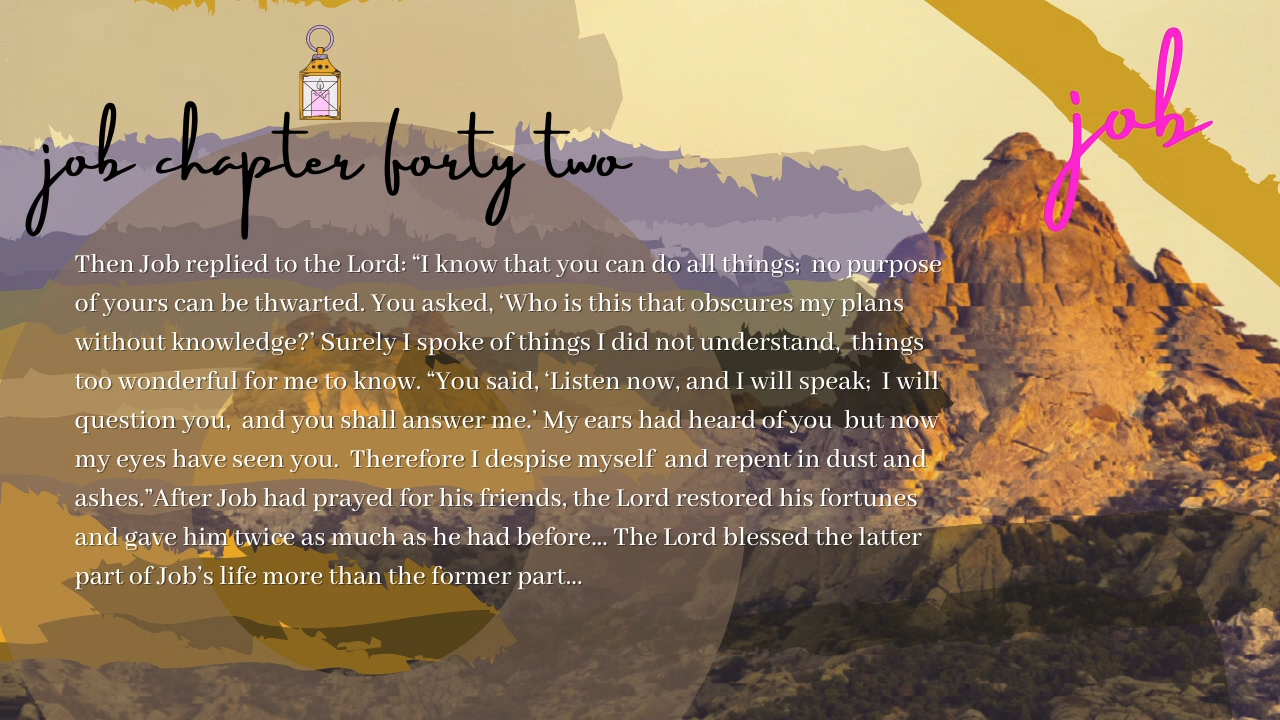 job chapter forty two
job
Then Job replied to the Lord: “I know that you can do all things;  no purpose
of yours can be thwarted. You asked, ‘Who is this that obscures my plans
without knowledge?’ Surely I spoke of things I did not understand,  things
too wonderful for me to know. “You said, ‘Listen now, and I will speak;  I will
question you,  and you shall answer me.’ My ears had heard of you  but now
my eyes have seen you.  Therefore I despise myself  and repent in dust and
ashes.”After Job had prayed for his friends, the Lord restored his fortunes
and gave him twice as much as he had before... The Lord blessed the latter
part of Job’s life more than the former part...